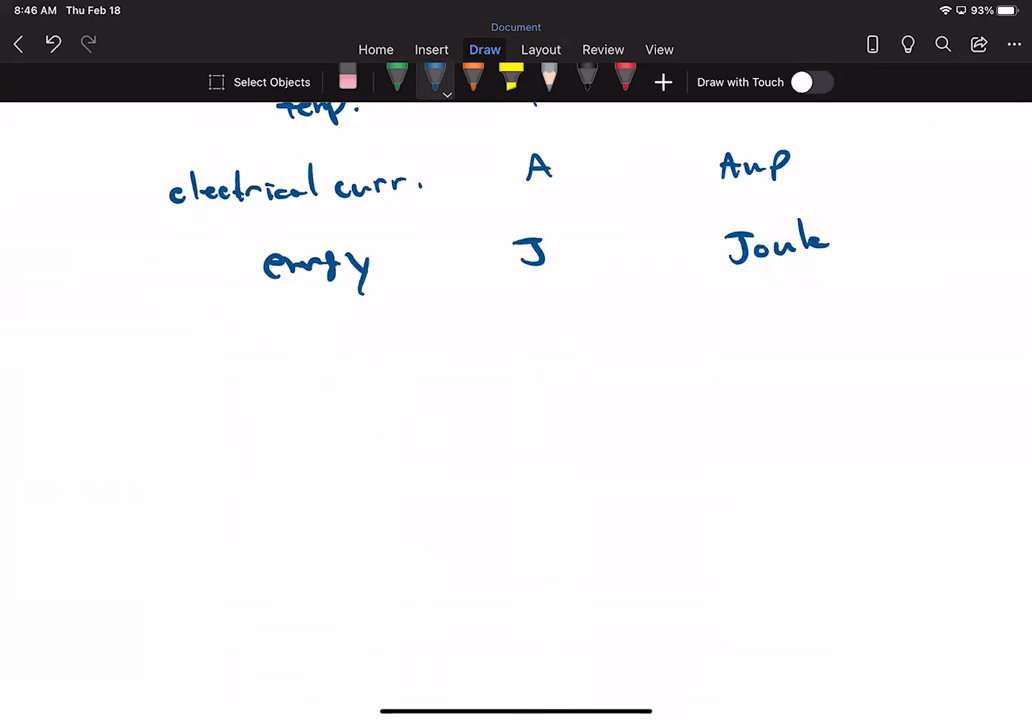 8:46 AM Thu Feb 18 93%
Document
Home Insert Draw Layout Review View
Select Objects Draw with Touch
temp.
electrical curr. A Amp
energy J Joule